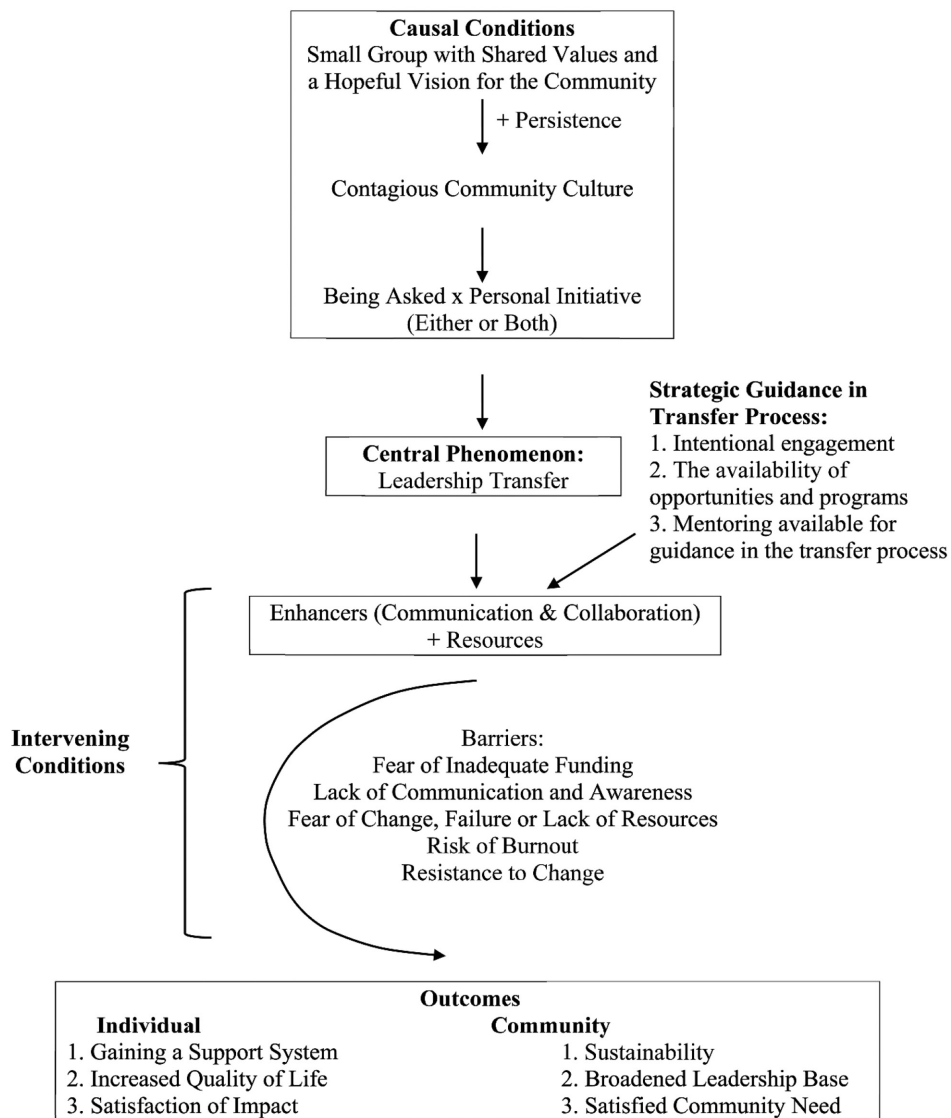 Causal Conditions
Small Group with Shared Values and
a Hopeful Vision for the Community
+ Persistence
Contagious Community Culture
Being Asked x Personal Initiative
(Either or Both)
Strategic Guidance in
Transfer Process:
1. Intentional engagement
2. The availability of
opportunities and programs
3. Mentoring available for
guidance in the transfer process
Central Phenomenon:
Leadership Transfer
Enhancers (Communication & Collaboration)
+ Resources
Intervening
Conditions
Barriers:
Fear of Inadequate Funding
Lack of Communication and Awareness
Fear of Change, Failure or Lack of Resources
Risk of Burnout
Resistance to Change
Outcomes
Individual
1. Gaining a Support System
2. Increased Quality of Life
3. Satisfaction of Impact
Community
1. Sustainability
2. Broadened Leadership Base
3. Satisfied Community Need